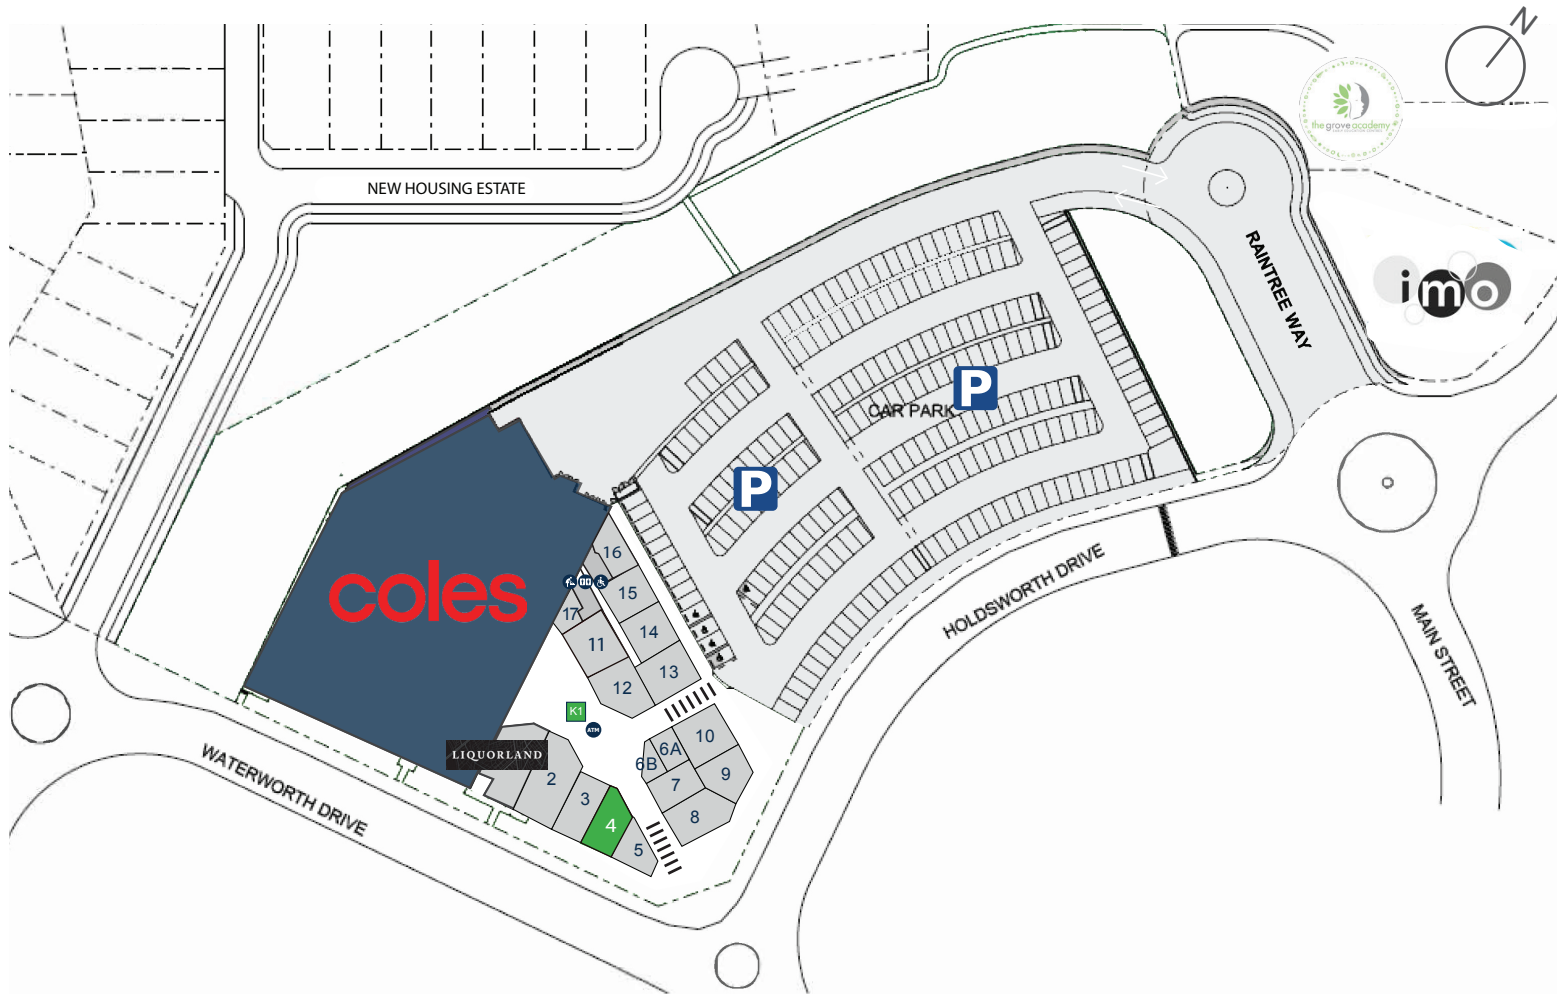 N
the grove academy
NEW HOUSING ESTATE
RAINTREE WAY
imo
P
CAR PARK
P
coles
HOLDSWORTH DRIVE
MAIN STREET
16
15
17
14
11
13
12
K1
ATM
10
6A
6B
9
7
8
LIQUORLAND
2
3
4
5
WATERWORTH DRIVE